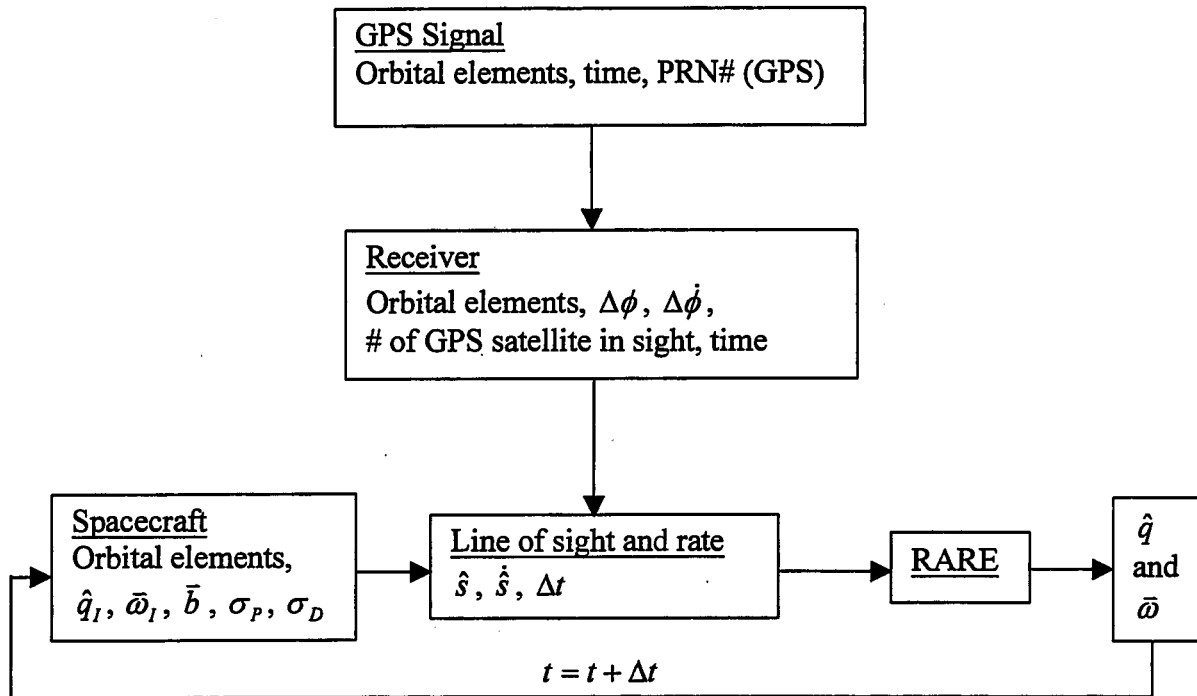 GPS Signal
Orbital elements, time, PRN# (GPS)
Receiver
Orbital elements, Δϕ, Δϕ̇,
# of GPS satellite in sight, time
Spacecraft
Orbital elements,
q̂_I, ω̄_I, b̄, σ_P, σ_D
Line of sight and rate
ŝ, ŝ̇, Δt
RARE
q̂
and
ω̄
t = t + Δt